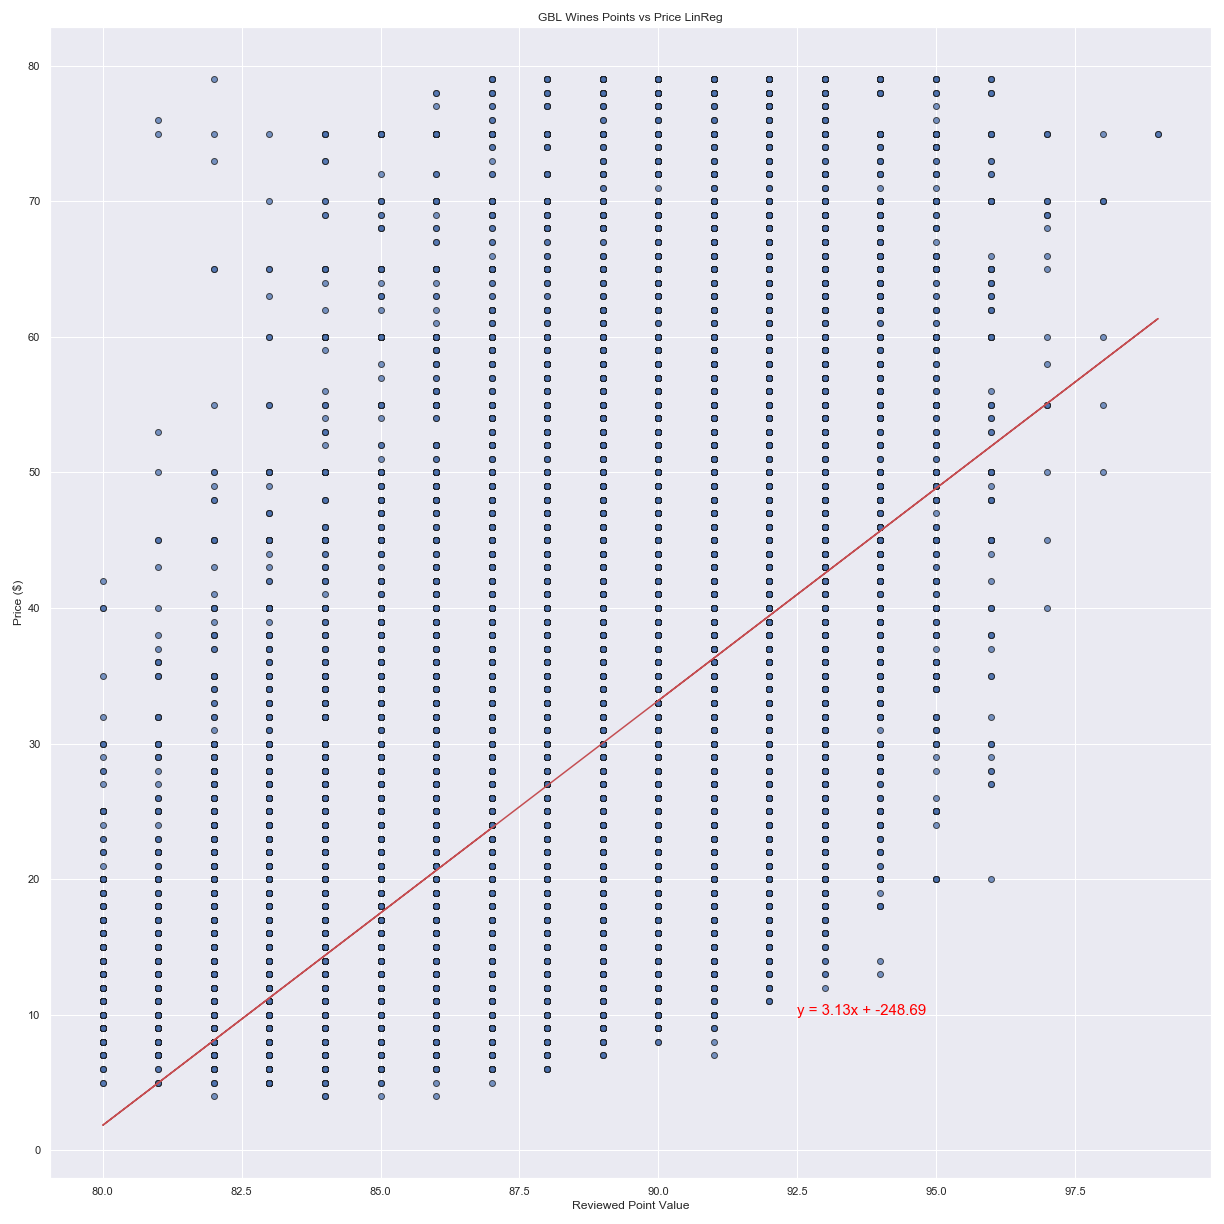 GBL Wines Points vs Price LinReg
80
70
60
50
40
30
20
10
0
Price ($)
y = 3.13x + -248.69
80.0 82.5 85.0 87.5 90.0 92.5 95.0 97.5
Reviewed Point Value